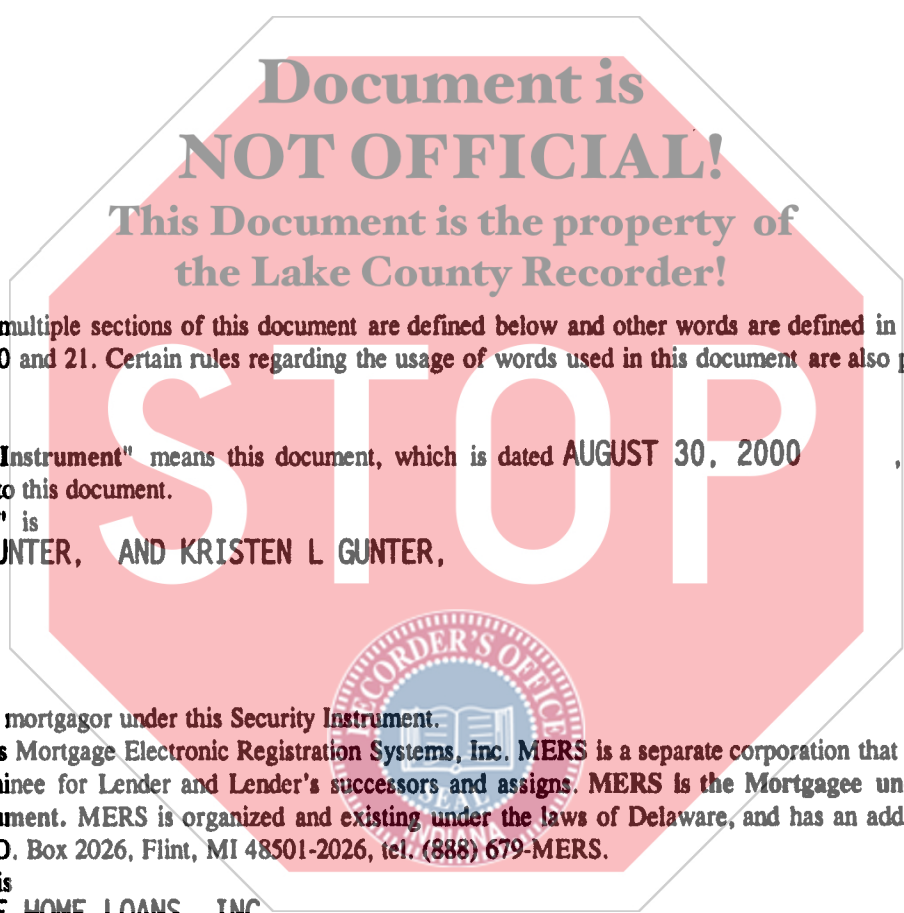 Document is
NOT OFFICIAL!
This Document is the property of
the Lake County Recorder!
multiple sections of this document are defined below and other words are defined in
0 and 21. Certain rules regarding the usage of words used in this document are also p
STOP
Instrument" means this document, which is dated AUGUST 30, 2000 ,
to this document.
" is
UNTER, AND KRISTEN L GUNTER,
RECORDER'S OFFICE
SEAL
INDIANA
mortgagor under this Security Instrument.
s Mortgage Electronic Registration Systems, Inc. MERS is a separate corporation that
inee for Lender and Lender's successors and assigns. MERS is the Mortgagee un
ument. MERS is organized and existing under the laws of Delaware, and has an add
O. Box 2026, Flint, MI 48501-2026, tel. (888) 679-MERS.
is
HOME LOANS, INC